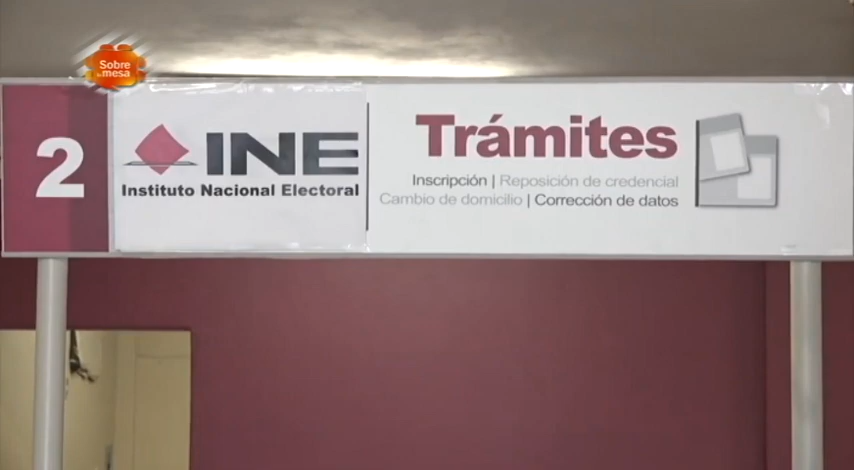 Sobre
mesa
2
INE
Instituto Nacional Electoral
Trámites
Inscripción | Reposición de credencial
Cambio de domicilio | Corrección de datos